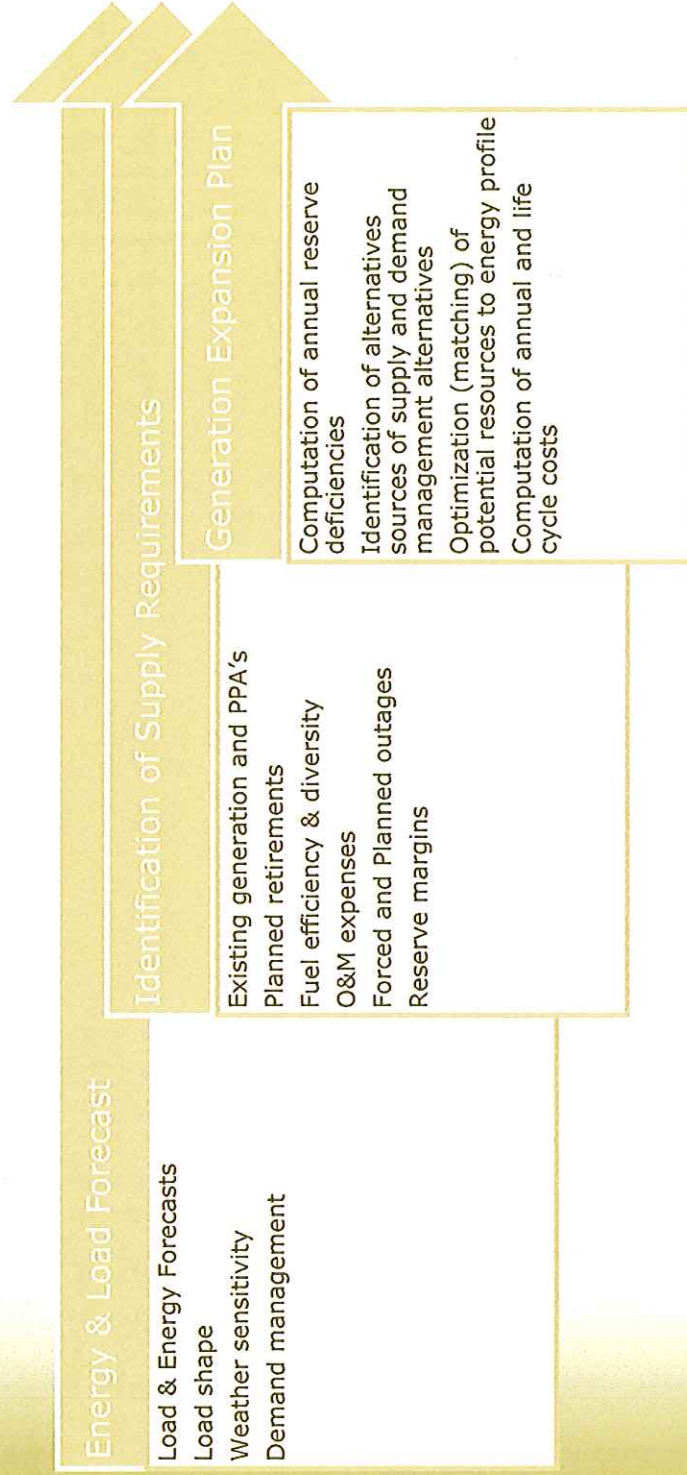 Energy & Load Forecast
Load & Energy Forecasts
Load shape
Weather sensitivity
Demand management
Identification of Supply Requirements
Existing generation and PPA's
Planned retirements
Fuel efficiency & diversity
O&M expenses
Forced and Planned outages
Reserve margins
Generation Expansion Plan
Computation of annual reserve
deficiencies
Identification of alternatives
sources of supply and demand
management alternatives
Optimization (matching) of
potential resources to energy profile
Computation of annual and life
cycle costs